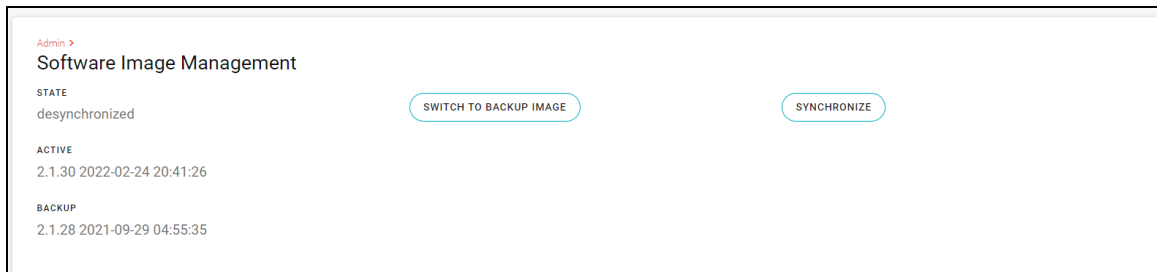 Admin >
Software Image Management
STATE
desynchronized
SWITCH TO BACKUP IMAGE
SYNCHRONIZE
ACTIVE
2.1.30 2022-02-24 20:41:26
BACKUP
2.1.28 2021-09-29 04:55:35